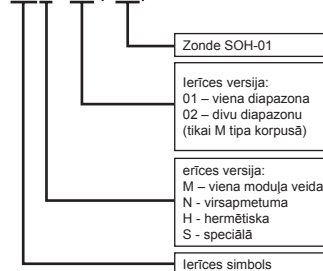 Zonde SOH-01
Ierīces versija:
01 – viena diapazona
02 – divu diapazonu
(tikai M tipa korpusā)
erīces versija:
M – viena moduļa veida
N - virsapmetuma
H - hermētiska
S - speciālā
Ierīces simbols